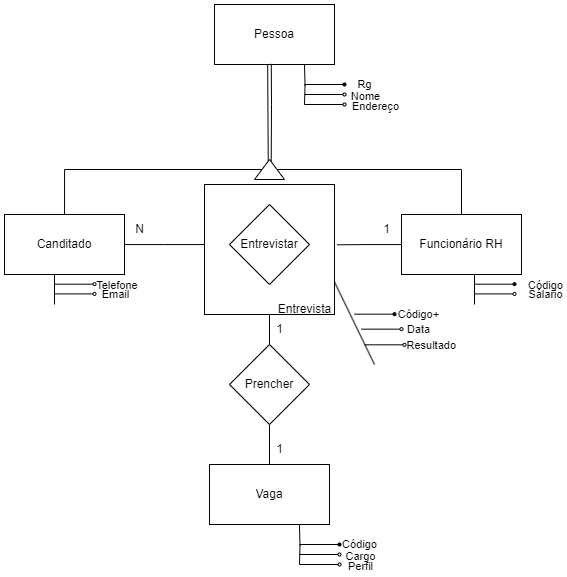 Pessoa
Rg
Nome
Endereço
Canditado
N
Entrevistar
1
Funcionário RH
Telefone
Email
Código
Sálario
Entrevista
Código+
Data
Resultado
1
Prencher
1
Vaga
Código
Cargo
Perfil